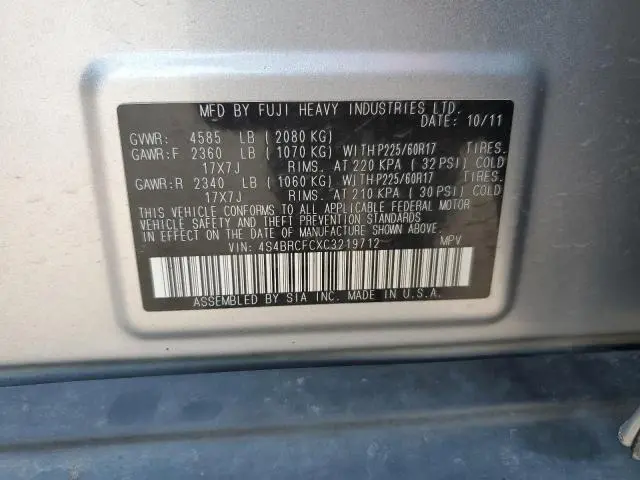 MFD BY FUJI HEAVY INDUSTRIES LTD.
DATE: 10/11
GVWR: 4585 LB ( 2080 KG)
GAWR:F 2360 LB ( 1070 KG) WITH P225/60R17 TIRES.
17X7J RIMS. AT 220 KPA ( 32 PSI) COLD
GAWR:R 2340 LB ( 1060 KG) WITH P225/60R17 TIRES.
17X7J RIMS. AT 210 KPA ( 30 PSI) COLD
THIS VEHICLE CONFORMS TO ALL APPLICABLE FEDERAL MOTOR
VEHICLE SAFETY AND THEFT PREVENTION STANDARDS
IN EFFECT ON THE DATE OF MANUFACTURE SHOWN ABOVE.
VIN: 4S4BRCFCXC3219712 MPV
ASSEMBLED BY SIA INC. MADE IN U.S.A.